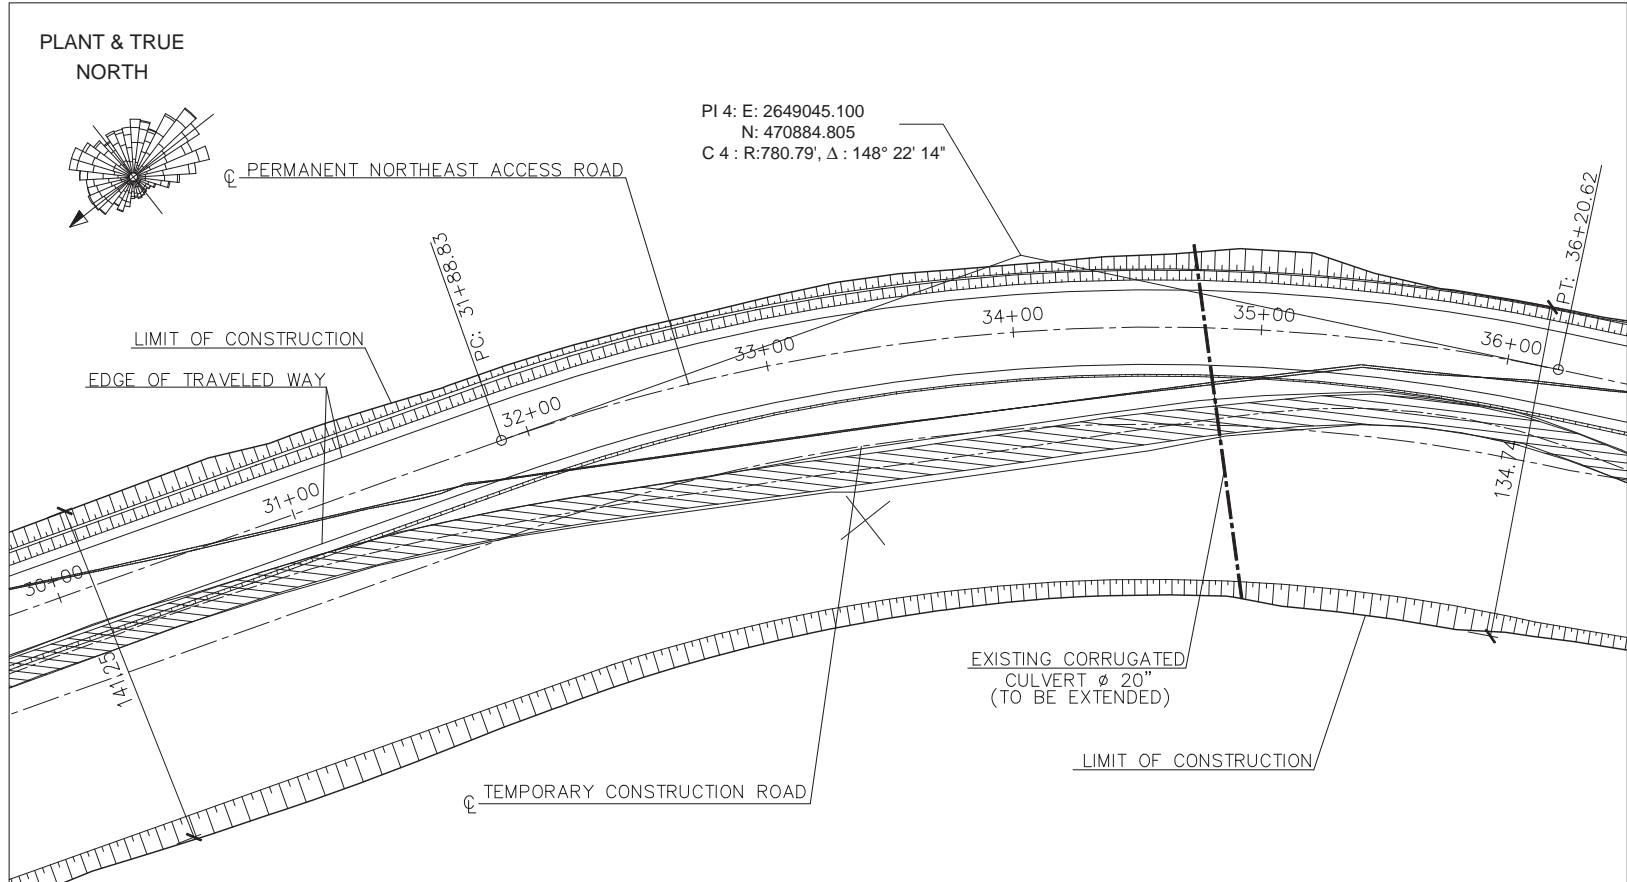 PLANT & TRUE
NORTH
PI 4: E: 2649045.100
N: 470884.805
C 4 : R:780.79', Δ : 148° 22' 14"
℄ PERMANENT NORTHEAST ACCESS ROAD
PC: 31+88.83
PT: 36+20.62
LIMIT OF CONSTRUCTION
EDGE OF TRAVELED WAY
30+00
31+00
32+00
33+00
34+00
35+00
36+00
141.25
134.74
EXISTING CORRUGATED
CULVERT ø 20"
(TO BE EXTENDED)
LIMIT OF CONSTRUCTION
℄ TEMPORARY CONSTRUCTION ROAD